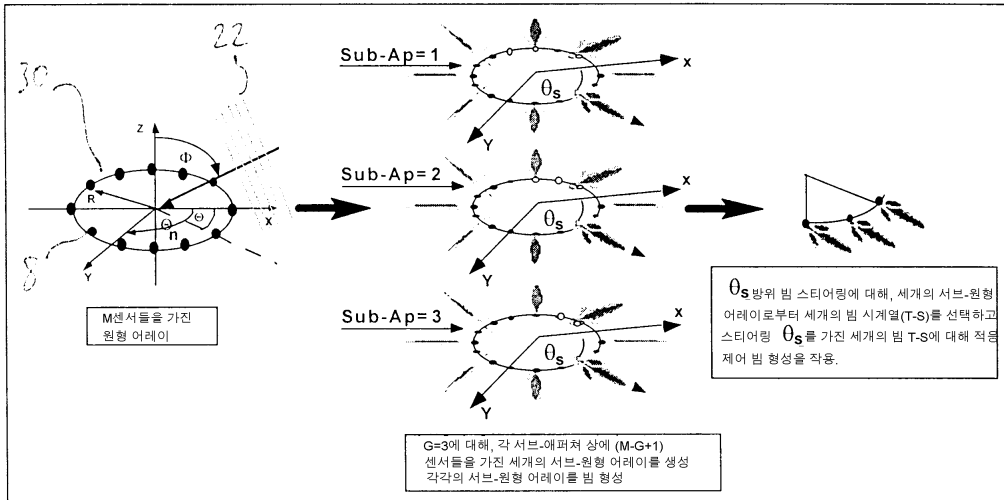 22
30
Z
Φ
R
X
Θ
Θ
n
8
Y
M센서들을 가진
원형 어레이
Sub-Ap=1
X
θs
Y
Sub-Ap=2
X
θs
Y
Sub-Ap=3
X
θs
Y
G=3에 대해, 각 서브-애퍼쳐 상에 (M-G+1)
센서들을 가진 세개의 서브-원형 어레이를 생성
각각의 서브-원형 어레이를 빔 형성
θs 방위 빔 스티어링에 대해, 세개의 서브-원형
어레이로부터 세개의 빔 시계열(T-S)를 선택하고
스티어링 θs를 가진 세개의 빔 T-S에 대해 적응
제어 빔 형성을 작용.